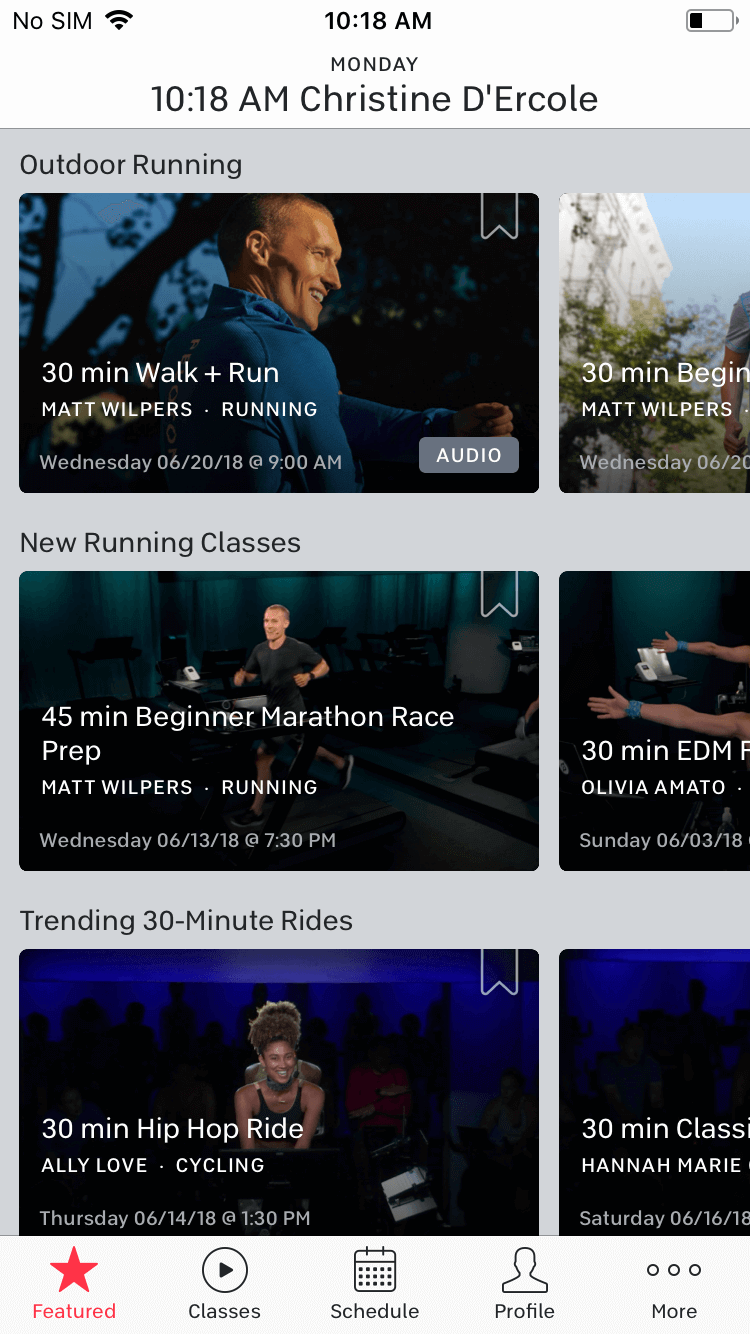 No SIM 10:18 AM
MONDAY
10:18 AM Christine D'Ercole
Outdoor Running
30 min Walk + Run
MATT WILPERS · RUNNING
Wednesday 06/20/18 @ 9:00 AM
AUDIO
30 min Begin
MATT WILPERS ·
Wednesday 06/20
New Running Classes
45 min Beginner Marathon Race
Prep
MATT WILPERS · RUNNING
Wednesday 06/13/18 @ 7:30 PM
30 min EDM
OLIVIA AMATO ·
Sunday 06/03/18
Trending 30-Minute Rides
30 min Hip Hop Ride
ALLY LOVE · CYCLING
Thursday 06/14/18 @ 1:30 PM
30 min Classi
HANNAH MARIE
Saturday 06/16/18
Featured
Classes
Schedule
Profile
More